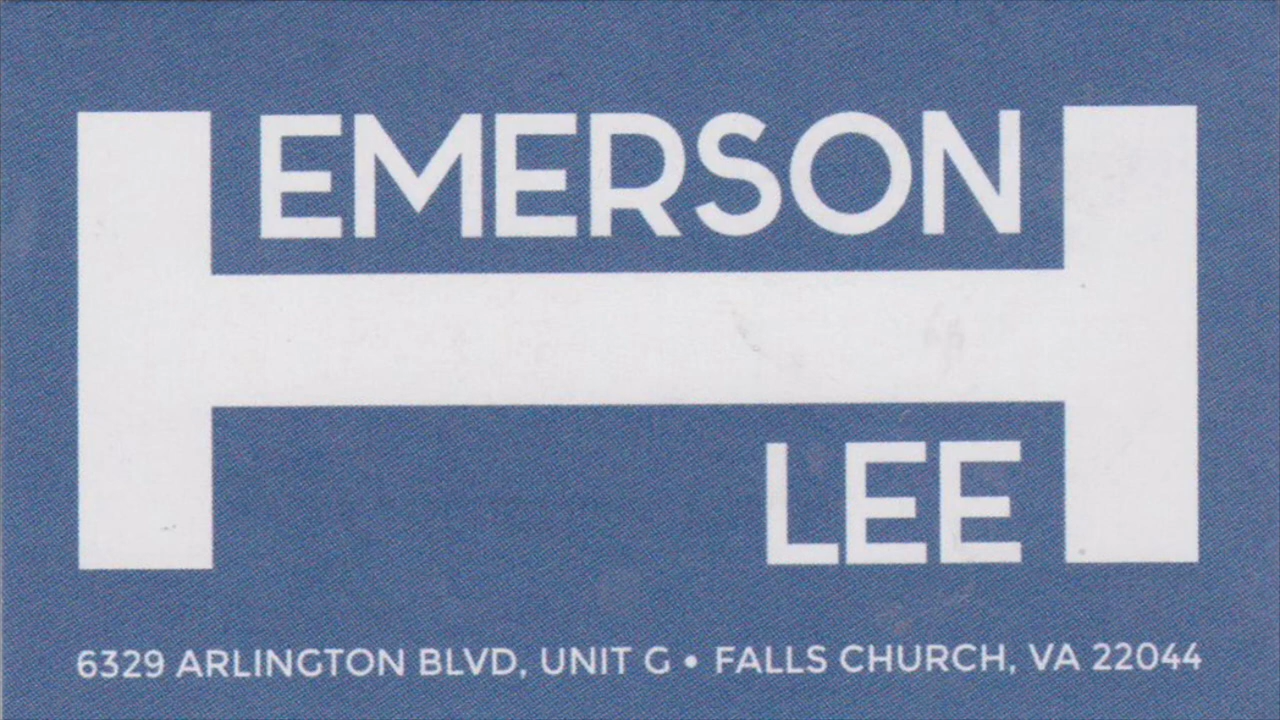 EMERSON
LEE
6329 ARLINGTON BLVD, UNIT G • FALLS CHURCH, VA 22044